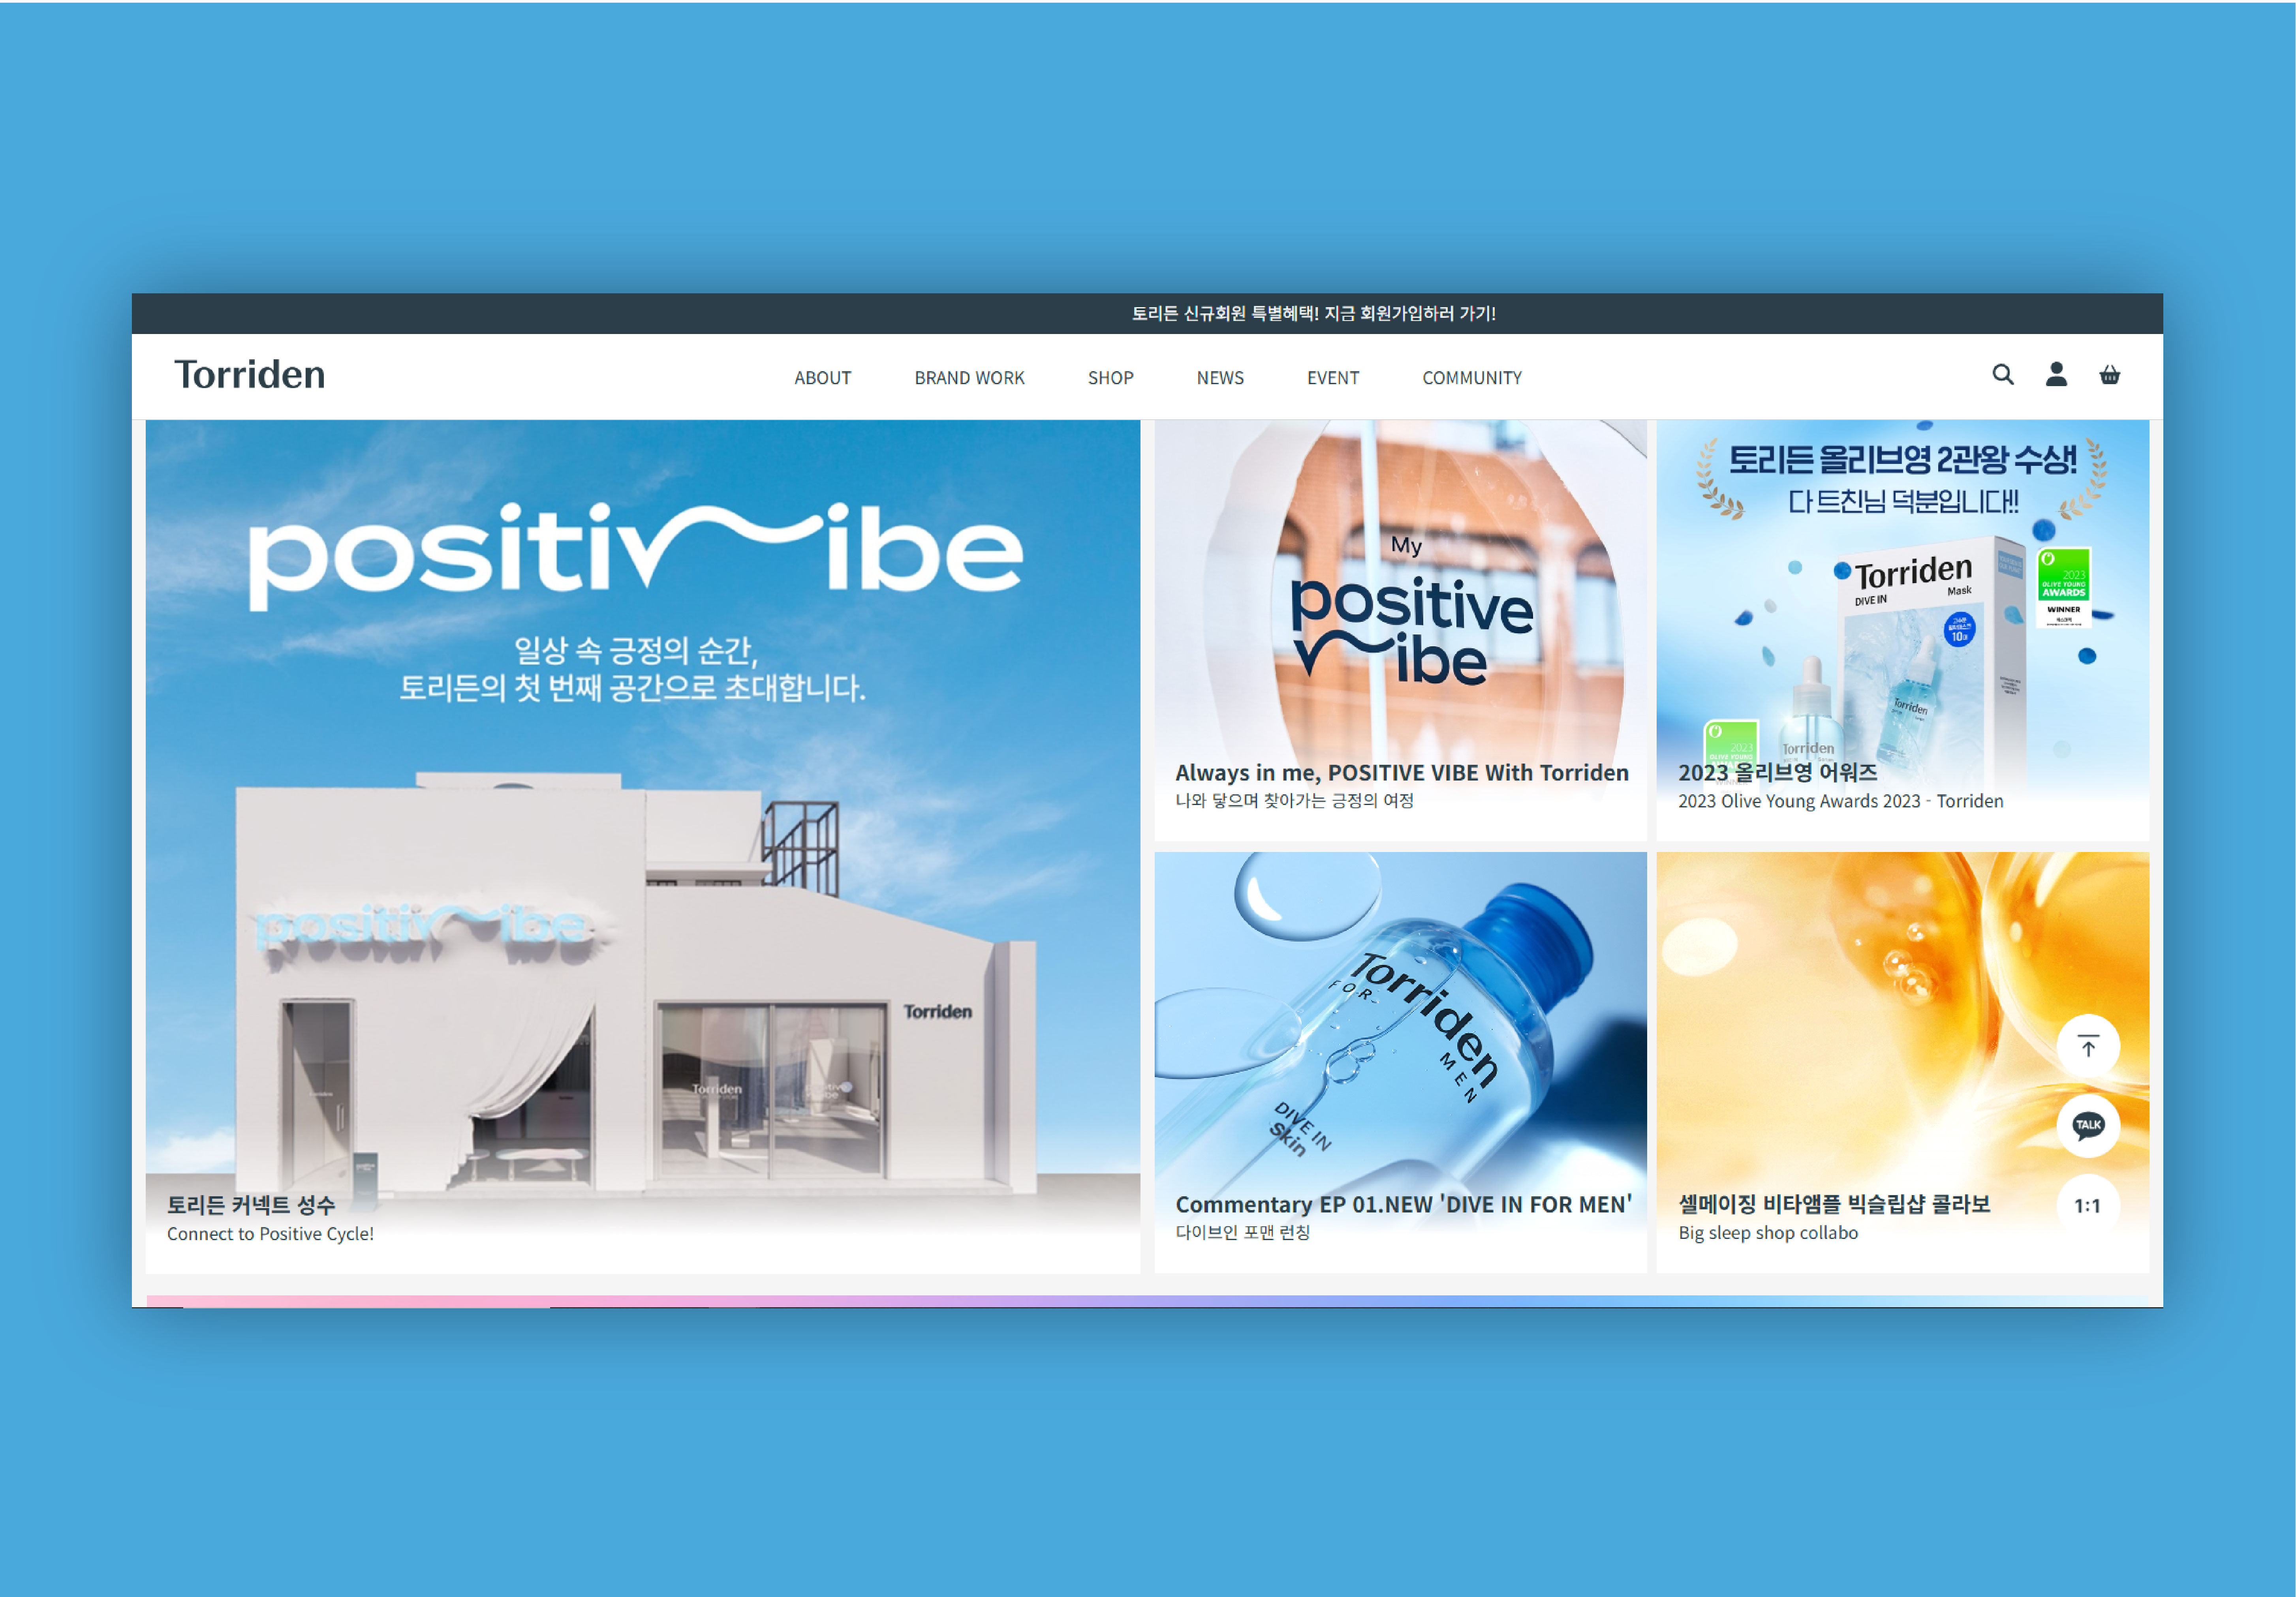 토리든 신규회원 특별혜택! 지금 회원가입하러 가기!
Torriden
ABOUT BRAND WORK SHOP NEWS EVENT COMMUNITY
positiv ibe
일상 속 긍정의 순간,
토리든의 첫 번째 공간으로 초대합니다.
positiv ibe
Torriden
Torriden
positive
토리든 커넥트 성수
Connect to Positive Cycle!
My
positive
vibe
Always in me, POSITIVE VIBE With Torriden
나와 닿으며 찾아가는 긍정의 여정
토리든 올리브영 2관왕 수상!
다 트친님 덕분입니다!!
Torriden
DIVE IN Mask
10
2023
OLIVE YOUNG
AWARDS
WINNER
Torriden
Torriden
2023
2023 올리브영 어워즈
2023 Olive Young Awards 2023 - Torriden
Torriden
FOR
MEN
DIVE IN
Skin
Commentary EP 01.NEW 'DIVE IN FOR MEN'
다이브인 포맨 런칭
TALK
1:1
셀메이징 비타앰플 빅슬립샵 콜라보
Big sleep shop collabo